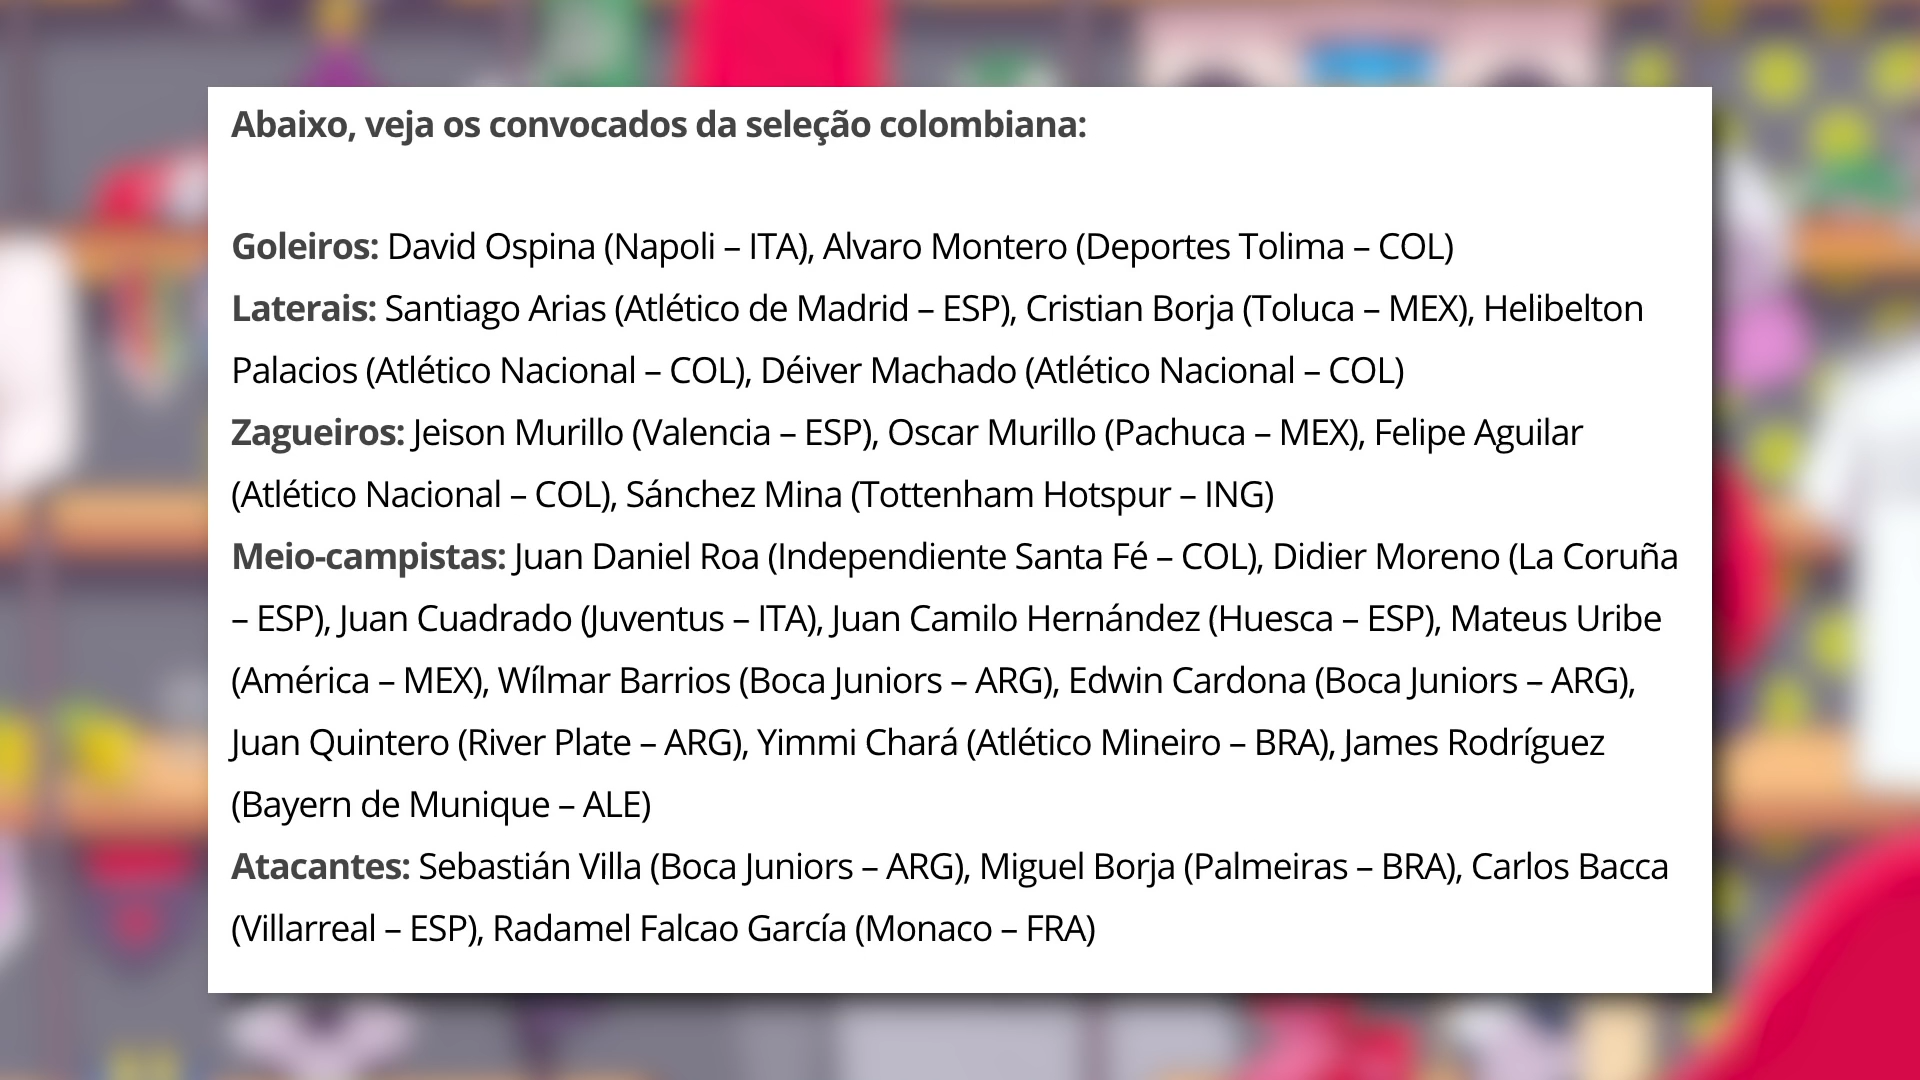 Abaixo, veja os convocados da seleção colombiana:
Goleiros: David Ospina (Napoli – ITA), Alvaro Montero (Deportes Tolima – COL)
Laterais: Santiago Arias (Atlético de Madrid – ESP), Cristian Borja (Toluca – MEX), Helibelton
Palacios (Atlético Nacional – COL), Déiver Machado (Atlético Nacional – COL)
Zagueiros: Jeison Murillo (Valencia – ESP), Oscar Murillo (Pachuca – MEX), Felipe Aguilar
(Atlético Nacional – COL), Sánchez Mina (Tottenham Hotspur – ING)
Meio-campistas: Juan Daniel Roa (Independiente Santa Fé – COL), Didier Moreno (La Coruña
– ESP), Juan Cuadrado (Juventus – ITA), Juan Camilo Hernández (Huesca – ESP), Mateus Uribe
(América – MEX), Wílmar Barrios (Boca Juniors – ARG), Edwin Cardona (Boca Juniors – ARG),
Juan Quintero (River Plate – ARG), Yimmi Chará (Atlético Mineiro – BRA), James Rodríguez
(Bayern de Munique – ALE)
Atacantes: Sebastián Villa (Boca Juniors – ARG), Miguel Borja (Palmeiras – BRA), Carlos Bacca
(Villarreal – ESP), Radamel Falcao García (Monaco – FRA)